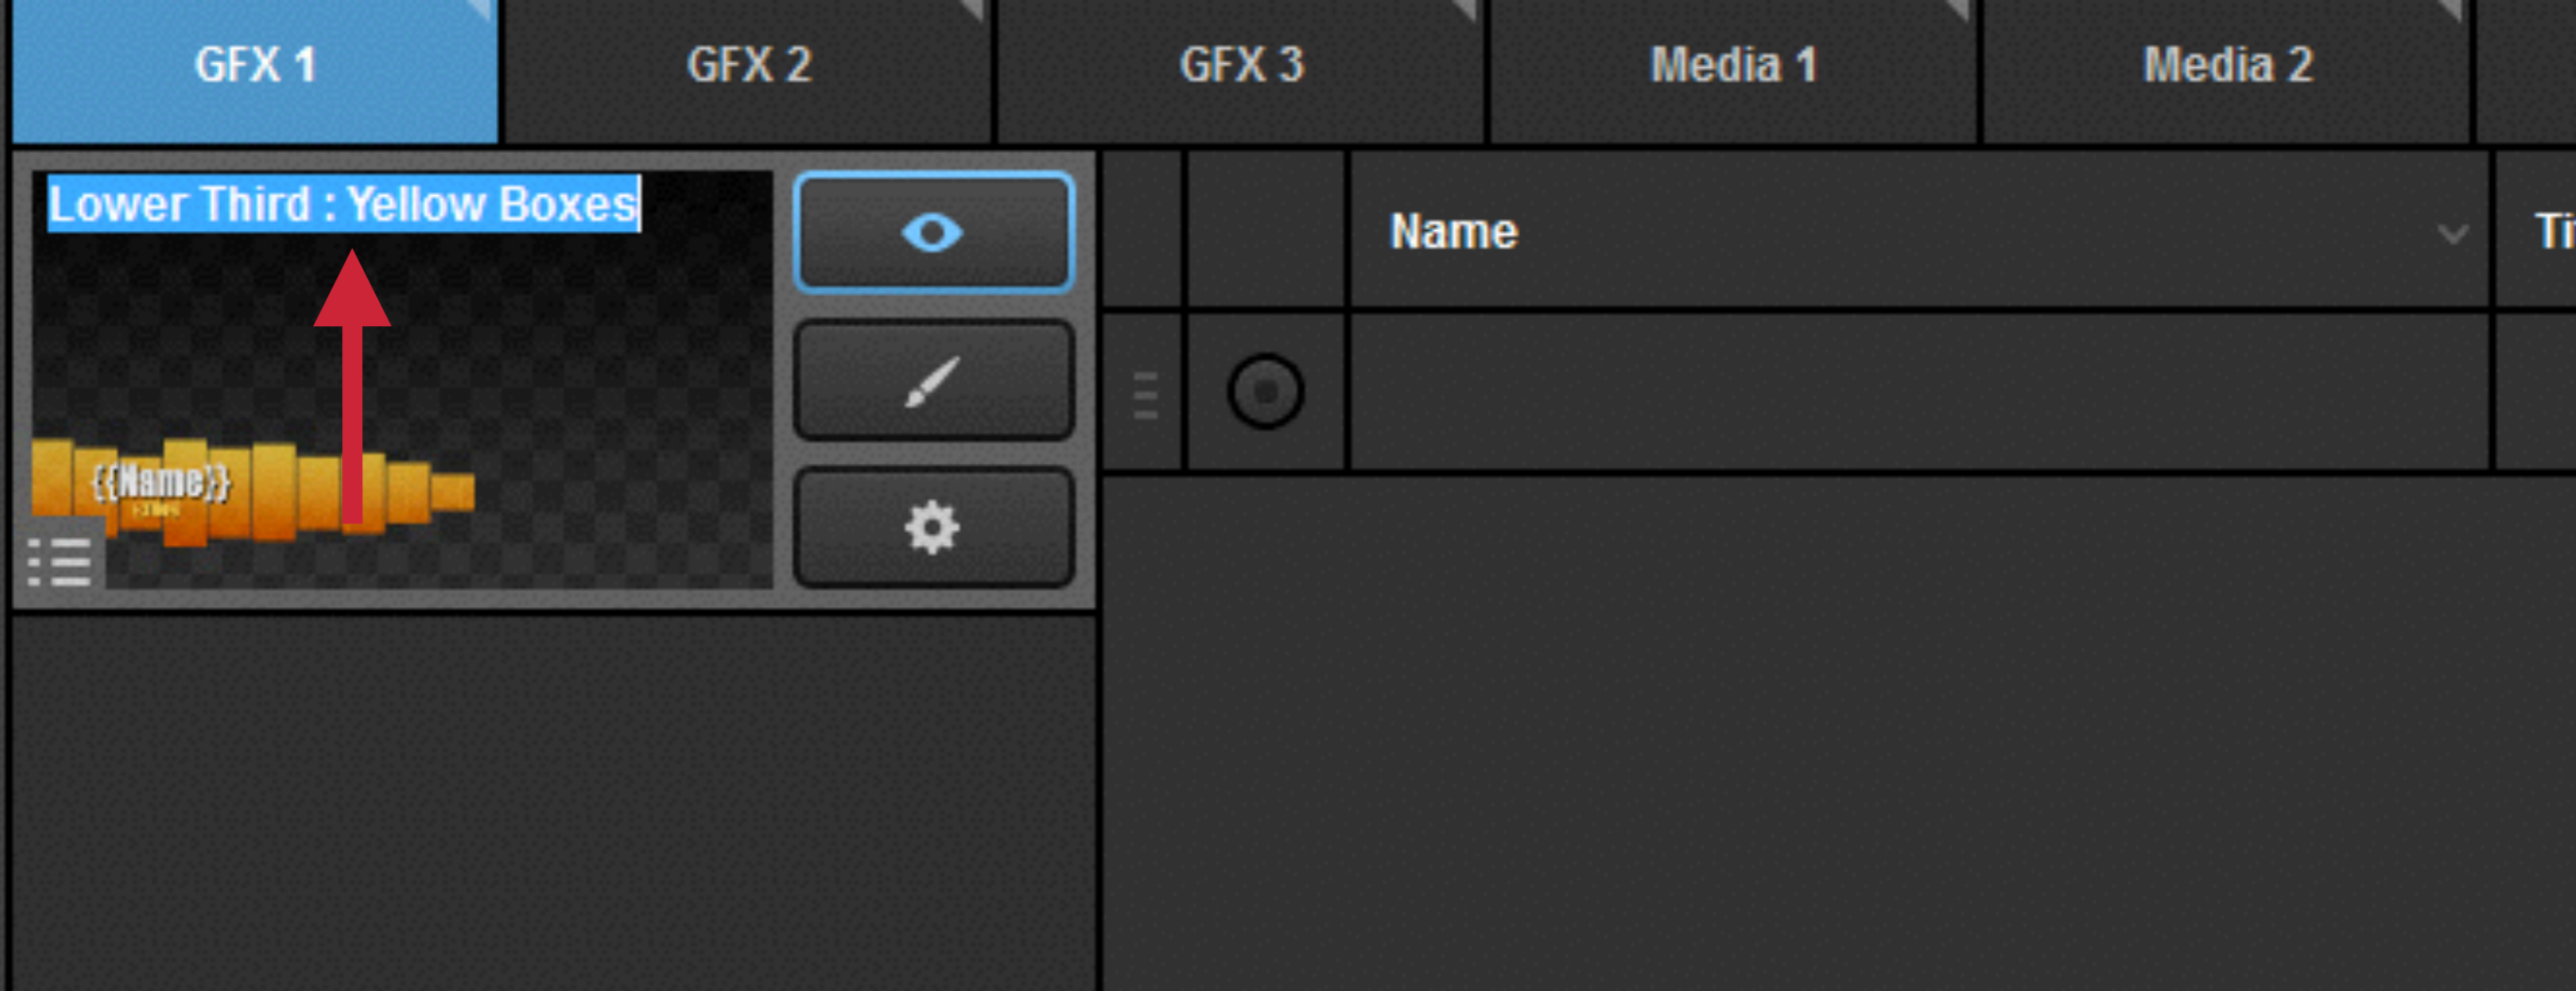 GFX 1
GFX 2
GFX 3
Media 1
Media 2
Lower Third : Yellow Boxes
Name
{{Name}}